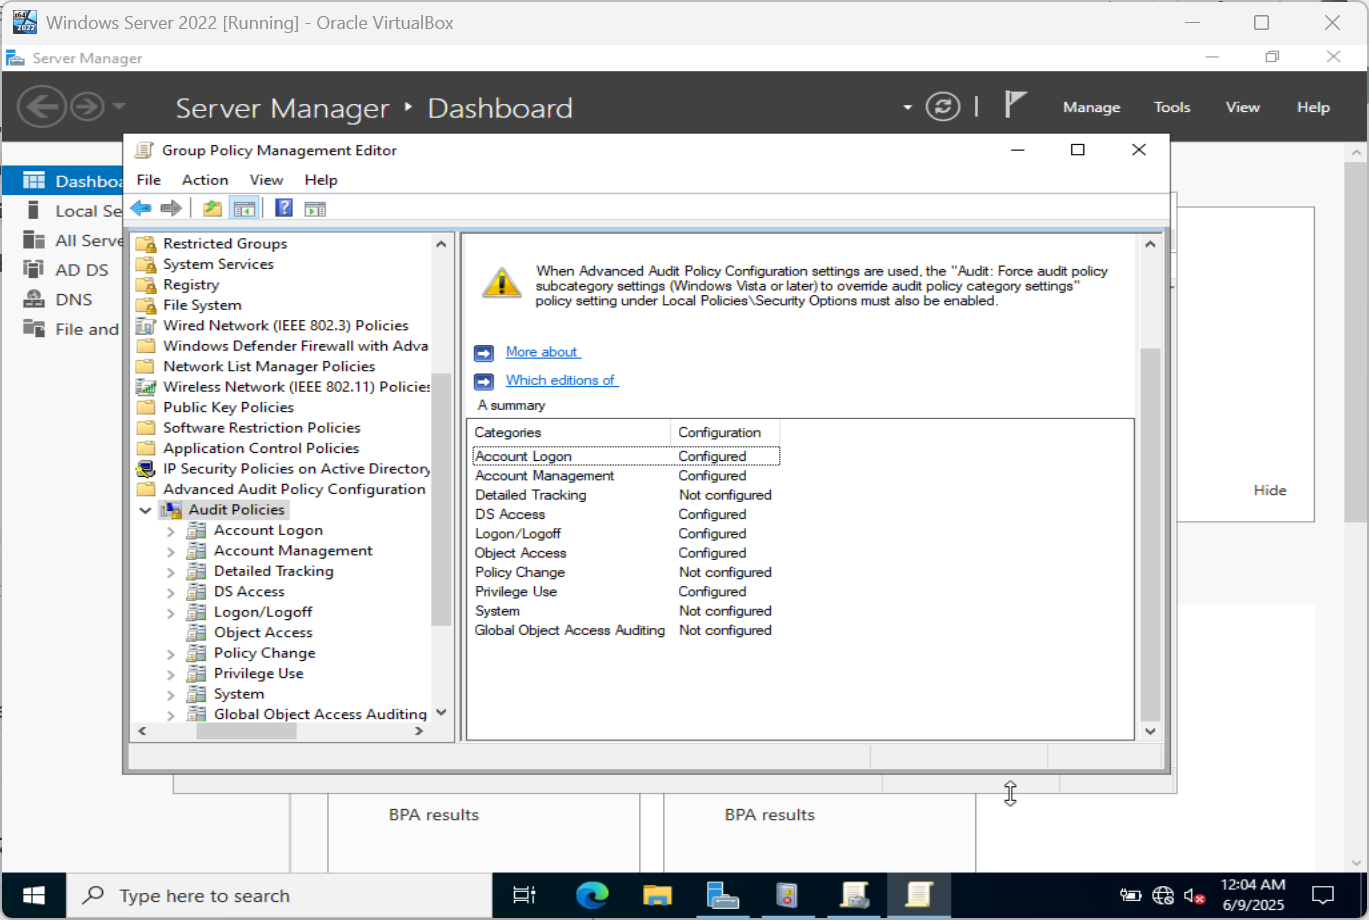 Windows Server 2022 [Running] - Oracle VirtualBox
Server Manager
Server Manager ‣ Dashboard
Manage Tools View Help
Group Policy Management Editor
File Action View Help
Dashboa
Local Se
All Serve
AD DS
DNS
File and
Restricted Groups
System Services
Registry
File System
Wired Network (IEEE 802.3) Policies
Windows Defender Firewall with Adva
Network List Manager Policies
Wireless Network (IEEE 802.11) Policies
Public Key Policies
Software Restriction Policies
Application Control Policies
IP Security Policies on Active Directory
Advanced Audit Policy Configuration
Audit Policies
Account Logon
Account Management
Detailed Tracking
DS Access
Logon/Logoff
Object Access
Policy Change
Privilege Use
System
Global Object Access Auditing
When Advanced Audit Policy Configuration settings are used, the "Audit: Force audit policy
subcategory settings (Windows Vista or later) to override audit policy category settings"
policy setting under Local Policies\Security Options must also be enabled.
More about
Which editions of
A summary
Categories Configuration
Account Logon Configured
Account Management Configured
Detailed Tracking Not configured
DS Access Configured
Logon/Logoff Configured
Object Access Configured
Policy Change Not configured
Privilege Use Configured
System Not configured
Global Object Access Auditing Not configured
Hide
BPA results
BPA results
Type here to search
12:04 AM
6/9/2025